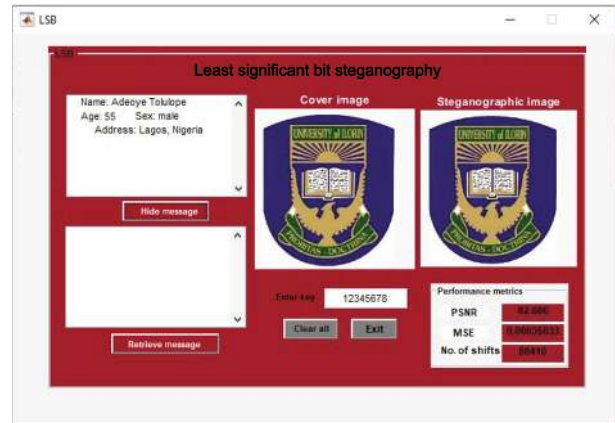 LSB
LSB
Least significant bit steganography
Name: Adeoye Tolulope
Age: 55 Sex: male
Address: Lagos, Nigeria
Hide message
Retrieve message
Cover image
UNIVERSITY of ILORIN
PROBITAS - DOCTRINA
Steganographic image
UNIVERSITY of ILORIN
PROBITAS - DOCTRINA
Enter key
12345678
Clear all
Exit
Performance metrics
PSNR
MSE
No. of shifts